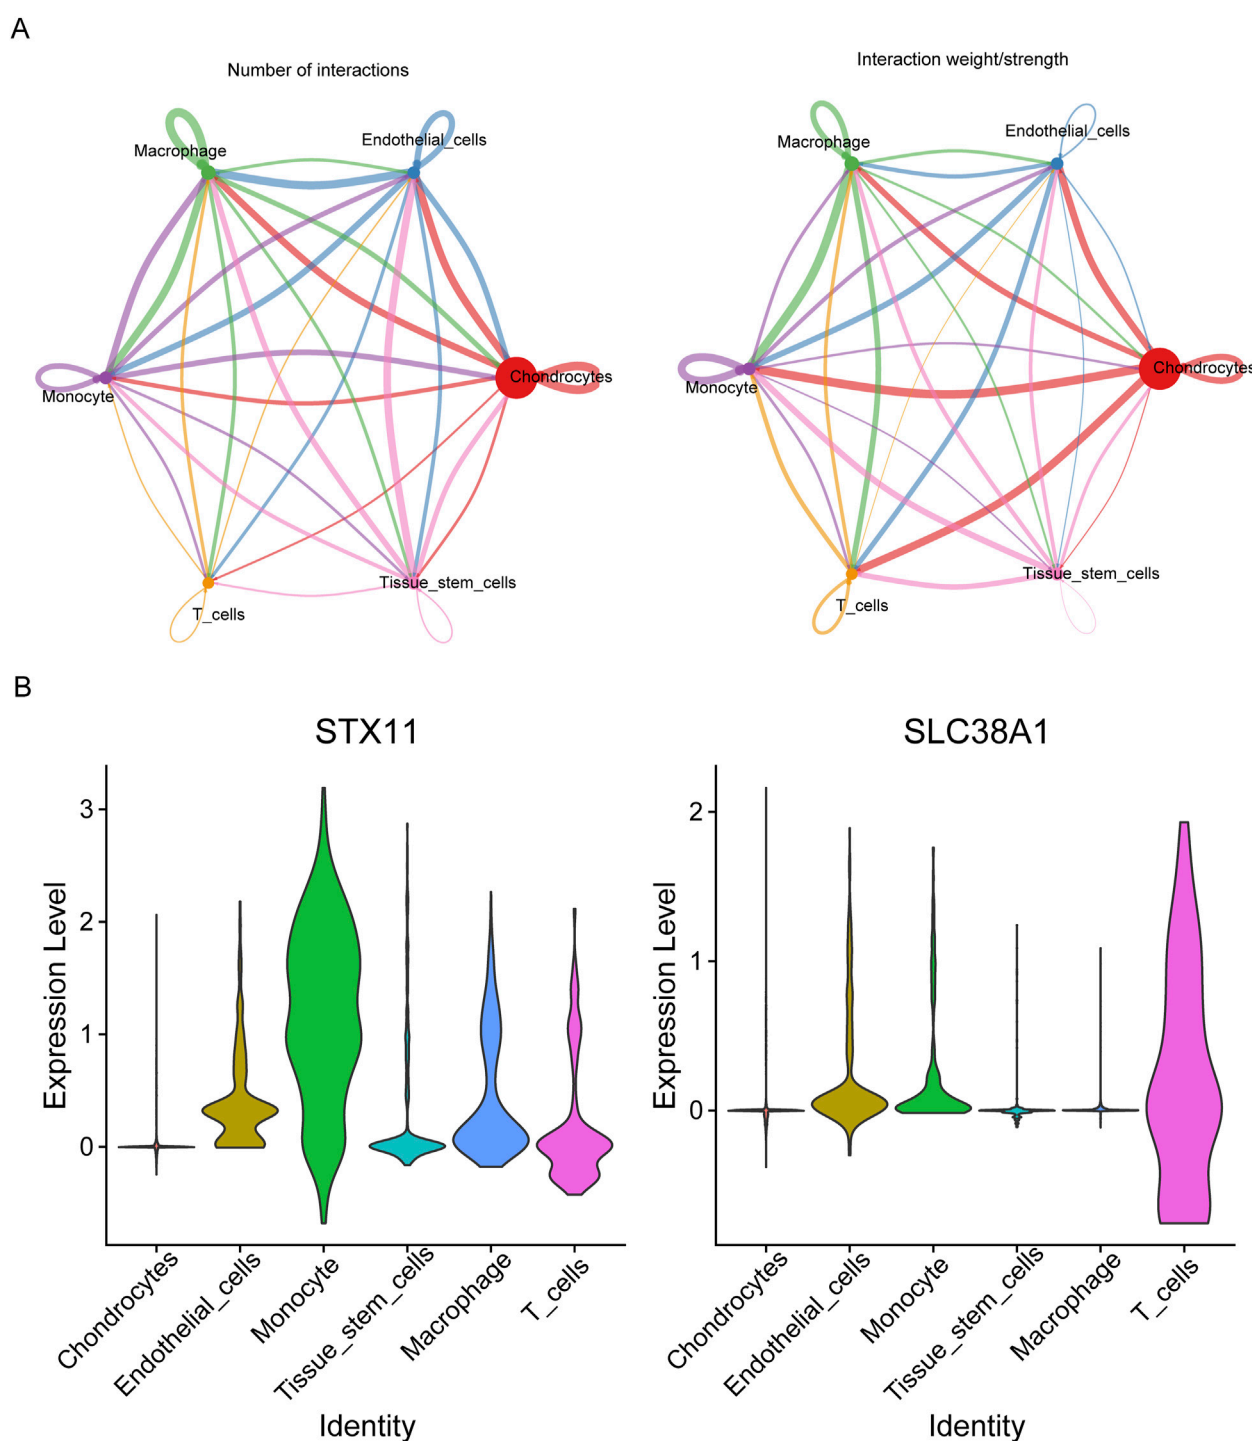 A
Number of interactions
Interaction weight/strength
Macrophage
Endothelial_cells
Monocyte
Chondrocytes
T_cells
Tissue_stem_cells
Macrophage
Endothelial_cells
Monocyte
Chondrocytes
T_cells
Tissue_stem_cells
B
STX11
Expression Level
3
2
1
0
Chondrocytes
Endothelial_cells
Monocyte
Tissue_stem_cells
Macrophage
T_cells
Identity
SLC38A1
Expression Level
2
1
0
Chondrocytes
Endothelial_cells
Monocyte
Tissue_stem_cells
Macrophage
T_cells
Identity